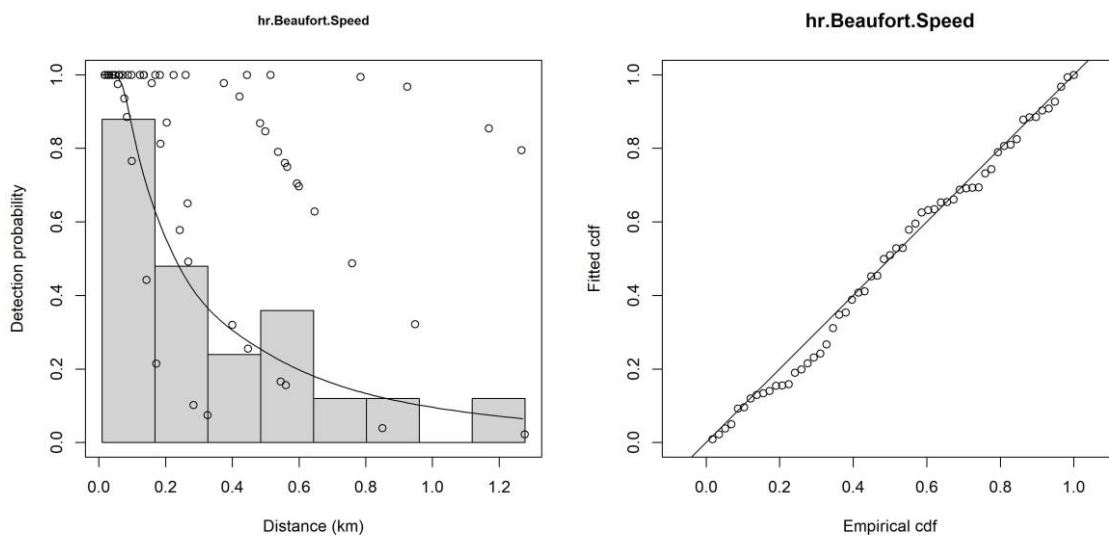 hr.Beaufort.Speed
Detection probability
1.0
0.8
0.6
0.4
0.2
0.0
0.0 0.2 0.4 0.6 0.8 1.0 1.2
Distance (km)
hr.Beaufort.Speed
Fitted cdf
1.0
0.8
0.6
0.4
0.2
0.0
0.0 0.2 0.4 0.6 0.8 1.0
Empirical cdf